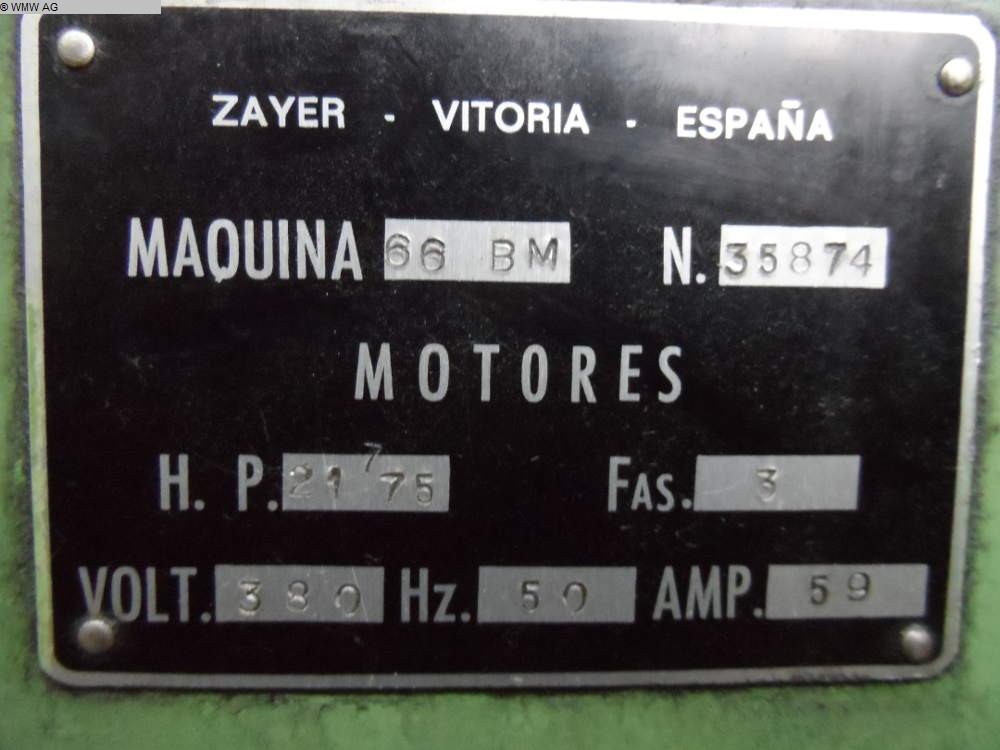 © WMW AG
ZAYER - VITORIA - ESPAÑA
MAQUINA 66 BM N. 35874
MOTORES
H. P. 21'75 FAS. 3
VOLT. 380 Hz. 50 AMP. 59